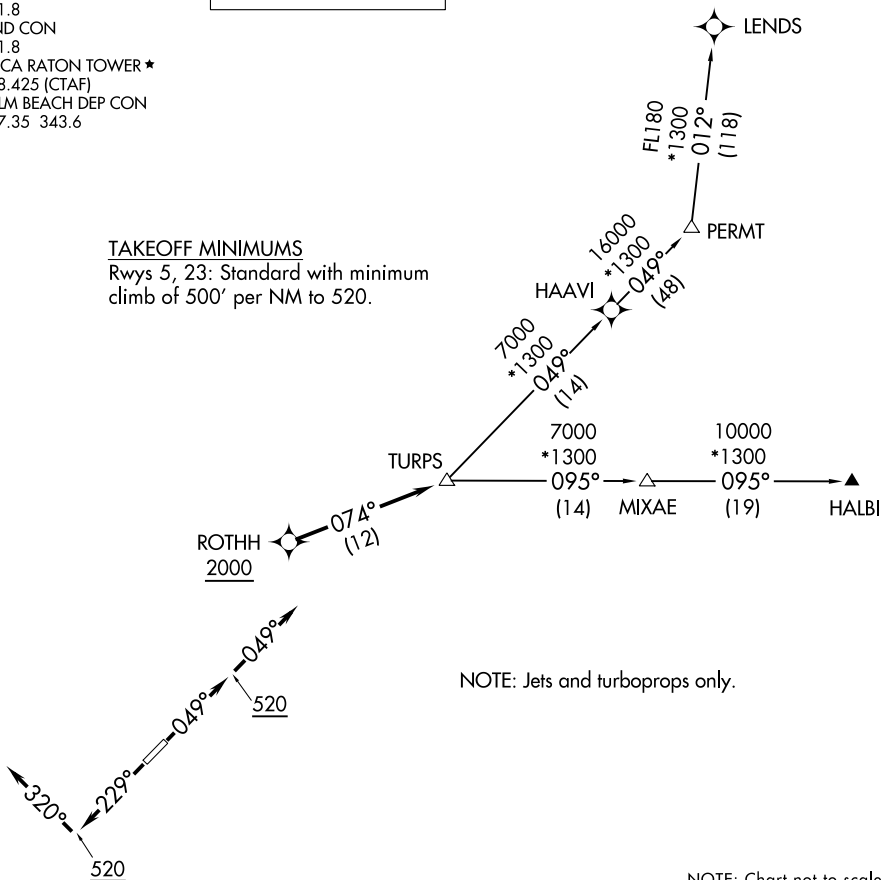 1.8
ND CON
1.8
CA RATON TOWER★
8.425 (CTAF)
LM BEACH DEP CON
7.35 343.6
LENDS
FL180
*1300
012°
(118)
PERMT
TAKEOFF MINIMUMS
Rwys 5, 23: Standard with minimum
climb of 500' per NM to 520.
16000
*1300
049°
(48)
HAAVI
7000
*1300
049°
(14)
TURPS
7000
*1300
095°
(14)
MIXAE
10000
*1300
095°
(19)
HALBI
ROTHH
2000
074°
(12)
049°
520
049°
229°
320°
520
NOTE: Jets and turboprops only.
NOTE: Chart not to scale